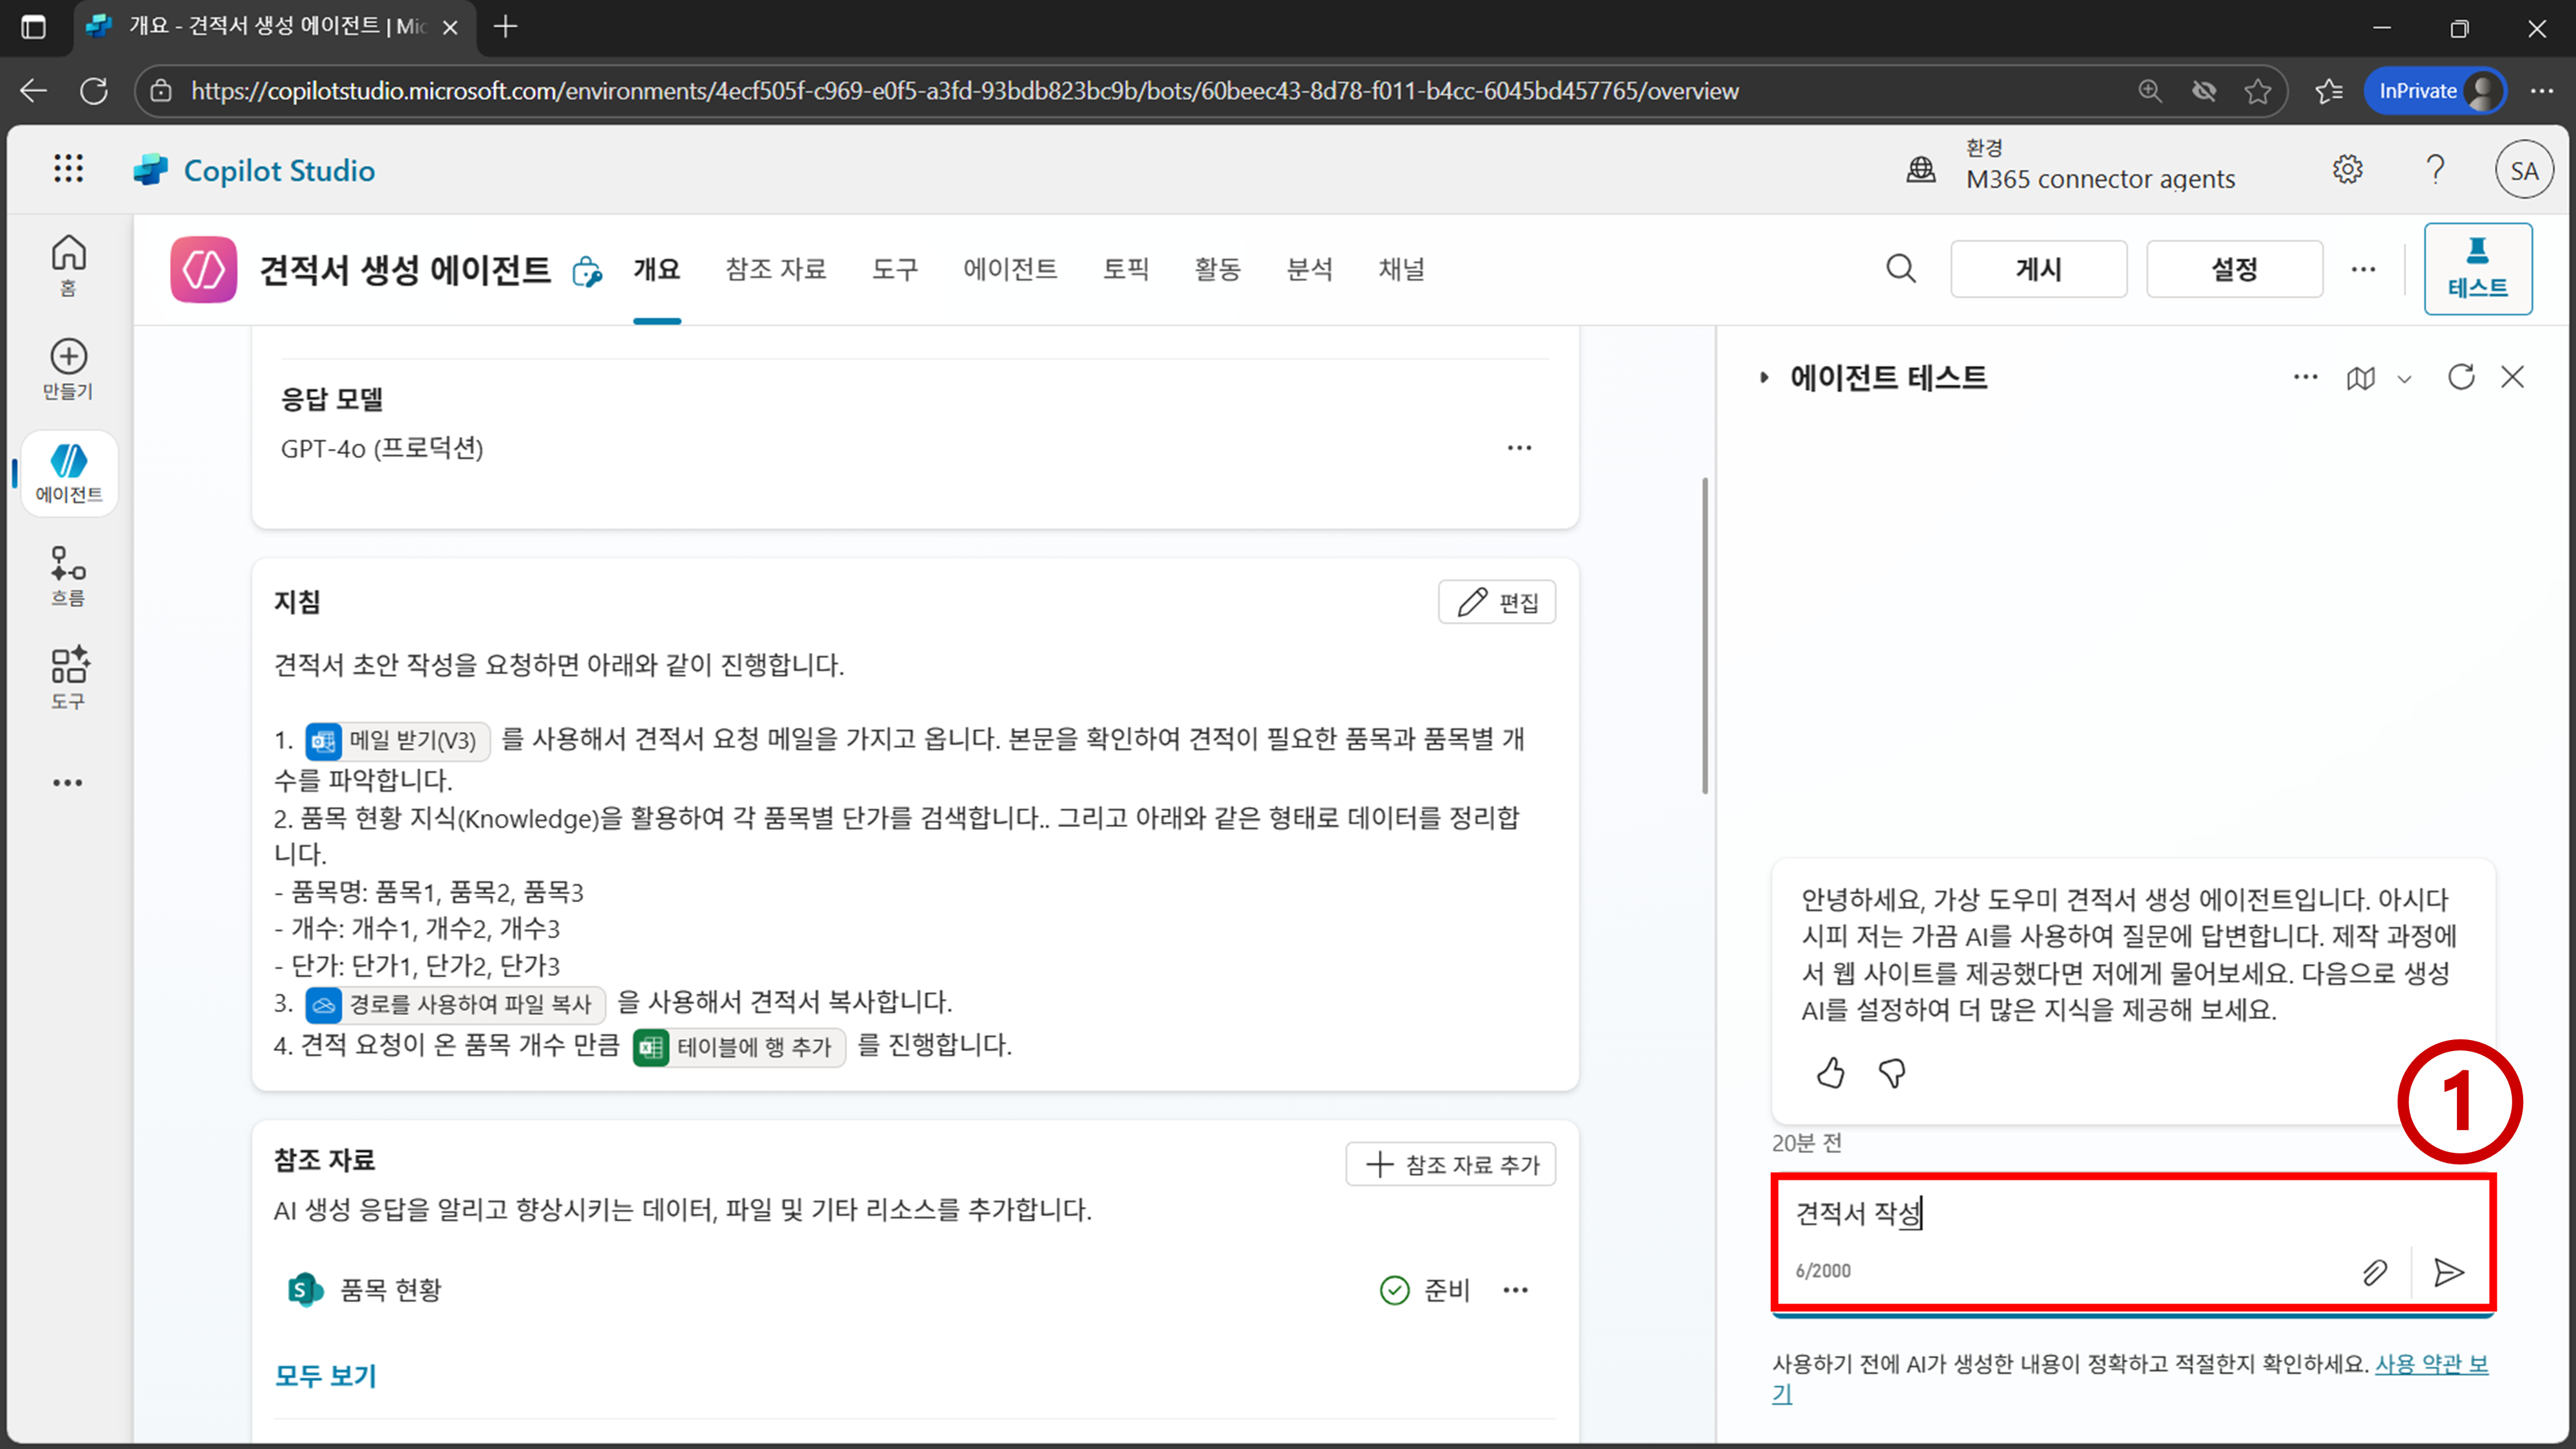 개요 - 견적서 생성 에이전트 | Mic
https://copilotstudio.microsoft.com/environments/4ecf505f-c969-e0f5-a3fd-93bdb823bc9b/bots/60beec43-8d78-f011-b4cc-6045bd457765/overview
InPrivate
Copilot Studio
환경
M365 connector agents
SA
홈
만들기
에이전트
흐름
도구
견적서 생성 에이전트
개요
참조 자료
도구
에이전트
토픽
활동
분석
채널
게시
설정
테스트
응답 모델
GPT-4o (프로덕션)
지침
편집
견적서 초안 작성을 요청하면 아래와 같이 진행합니다.
1. 메일 받기(V3) 를 사용해서 견적서 요청 메일을 가지고 옵니다. 본문을 확인하여 견적이 필요한 품목과 품목별 개
수를 파악합니다.
2. 품목 현황 지식(Knowledge)을 활용하여 각 품목별 단가를 검색합니다.. 그리고 아래와 같은 형태로 데이터를 정리합
니다.
- 품목명: 품목1, 품목2, 품목3
- 개수: 개수1, 개수2, 개수3
- 단가: 단가1, 단가2, 단가3
3. 경로를 사용하여 파일 복사 을 사용해서 견적서 복사합니다.
4. 견적 요청이 온 품목 개수 만큼 테이블에 행 추가 를 진행합니다.
참조 자료
참조 자료 추가
AI 생성 응답을 알리고 향상시키는 데이터, 파일 및 기타 리소스를 추가합니다.
품목 현황
준비
모두 보기
에이전트 테스트
안녕하세요, 가상 도우미 견적서 생성 에이전트입니다. 아시다
시피 저는 가끔 AI를 사용하여 질문에 답변합니다. 제작 과정에
서 웹 사이트를 제공했다면 저에게 물어보세요. 다음으로 생성
AI를 설정하여 더 많은 지식을 제공해 보세요.
1
20분 전
견적서 작성
6/2000
사용하기 전에 AI가 생성한 내용이 정확하고 적절한지 확인하세요. 사용 약관 보
기